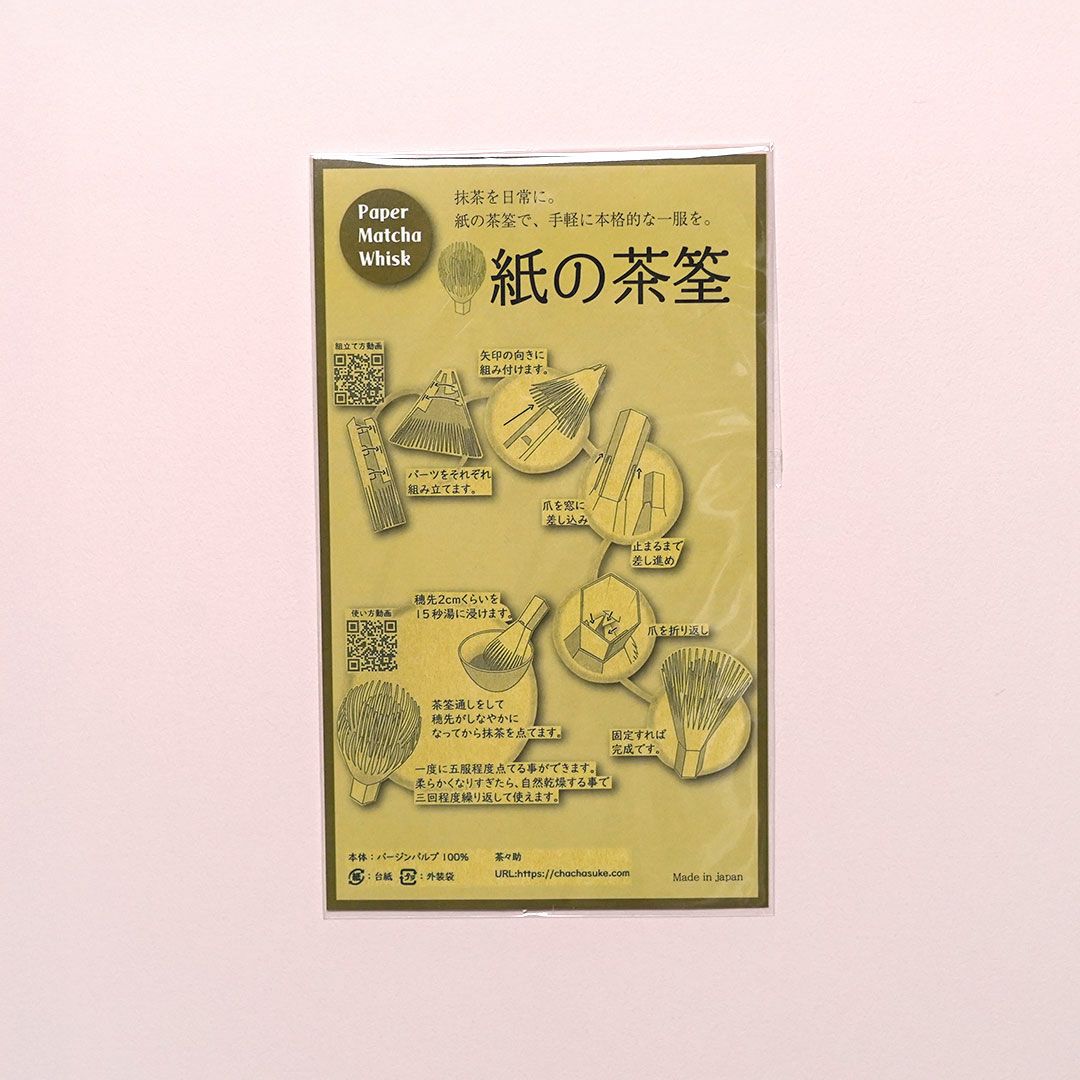 Paper
Matcha
Whisk
抹茶を日常に。
紙の茶筌で、手軽に本格的な一服を。
紙の茶筌
組立て方動画
パーツをそれぞれ
組み立てます。
矢印の向きに
組み付けます。
爪を窓に
差し込み
止まるまで
差し進め
爪を折り返し
固定すれば
完成です。
使い方動画
穂先2cmくらいを
15秒湯に浸けます。
茶筌通しをして
穂先がしなやかに
なってから抹茶を点てます。
一度に五服程度点てる事ができます。
柔らかくなりすぎたら、自然乾燥する事で
三回程度繰り返して使えます。
本体：バージンパルプ100%
紙：台紙 プラ：外装袋
茶々助
URL:https://chachasuke.com
Made in japan